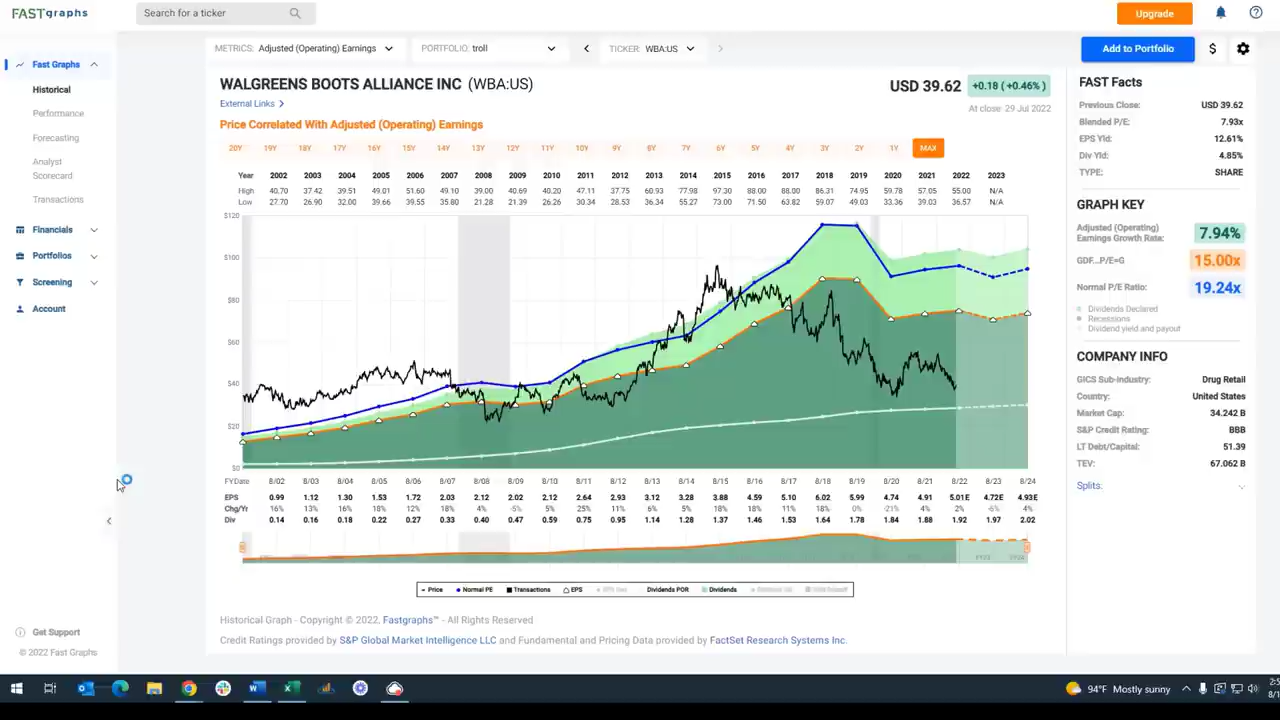 FASTgraphs
Search for a ticker
Upgrade
Fast Graphs
Historical
Performance
Forecasting
Analyst
Scorecard
Transactions
Financials
Portfolios
Screening
Account
Get Support
© 2022 Fast Graphs
METRICS: Adjusted (Operating) Earnings
PORTFOLIO: troll
TICKER: WBA:US
Add to Portfolio
$
WALGREENS BOOTS ALLIANCE INC (WBA:US)
USD 39.62 +0.18 (+0.46%)
External Links
At close: 29 Jul 2022
Price Correlated With Adjusted (Operating) Earnings
20Y 19Y 18Y 17Y 16Y 15Y 14Y 13Y 12Y 11Y 10Y 9Y 8Y 7Y 6Y 5Y 4Y 3Y 2Y 1Y MAX
Year 2002 2003 2004 2005 2006 2007 2008 2009 2010 2011 2012 2013 2014 2015 2016 2017 2018 2019 2020 2021 2022 2023
High 40.70 37.42 39.51 49.01 51.60 49.10 39.00 40.69 40.20 47.11 37.75 60.93 77.98 97.30 88.00 88.00 86.31 74.95 59.78 57.05 55.00 N/A
Low 27.70 26.90 32.00 39.66 39.55 35.80 21.28 21.39 26.26 30.34 28.53 36.34 55.27 73.00 71.50 63.82 59.07 49.03 33.36 39.03 36.57 N/A
$120
$100
$80
$60
$40
$20
$0
FY Date 8/02 8/03 8/04 8/05 8/06 8/07 8/08 8/09 8/10 8/11 8/12 8/13 8/14 8/15 8/16 8/17 8/18 8/19 8/20 8/21 8/22 8/23 8/24
EPS 0.99 1.12 1.30 1.53 1.72 2.03 2.12 2.02 2.12 2.64 2.93 3.12 3.28 3.88 4.59 5.10 6.02 5.99 4.74 4.91 5.01E 4.72E 4.93E
Chg/Yr 16% 13% 16% 18% 12% 18% 4% -5% 5% 25% 11% 6% 5% 18% 18% 11% 18% 0% -21% 4% 2% -6% 4%
Div 0.14 0.16 0.18 0.22 0.27 0.33 0.40 0.47 0.59 0.75 0.95 1.14 1.28 1.37 1.46 1.53 1.64 1.78 1.84 1.88 1.92 1.97 2.02
Price Normal PE Transactions EPS Dividends POR Dividends
Historical Graph - Copyright © 2022, Fastgraphs™ - All Rights Reserved
Credit Ratings provided by S&P Global Market Intelligence LLC and Fundamental and Pricing Data provided by FactSet Research Systems Inc.
FAST Facts
Previous Close: USD 39.62
Blended P/E: 7.93x
EPS Yld: 12.61%
Div Yld: 4.85%
TYPE: SHARE
GRAPH KEY
Adjusted (Operating)
Earnings Growth Rate: 7.94%
GDF...P/E=G 15.00x
Normal P/E Ratio: 19.24x
Dividends Declared
Recessions
Dividend yield and payout
COMPANY INFO
GICS Sub-industry: Drug Retail
Country: United States
Market Cap: 34.242 B
S&P Credit Rating: BBB
LT Debt/Capital: 51.39
TEV: 67.062 B
Splits:
94°F Mostly sunny